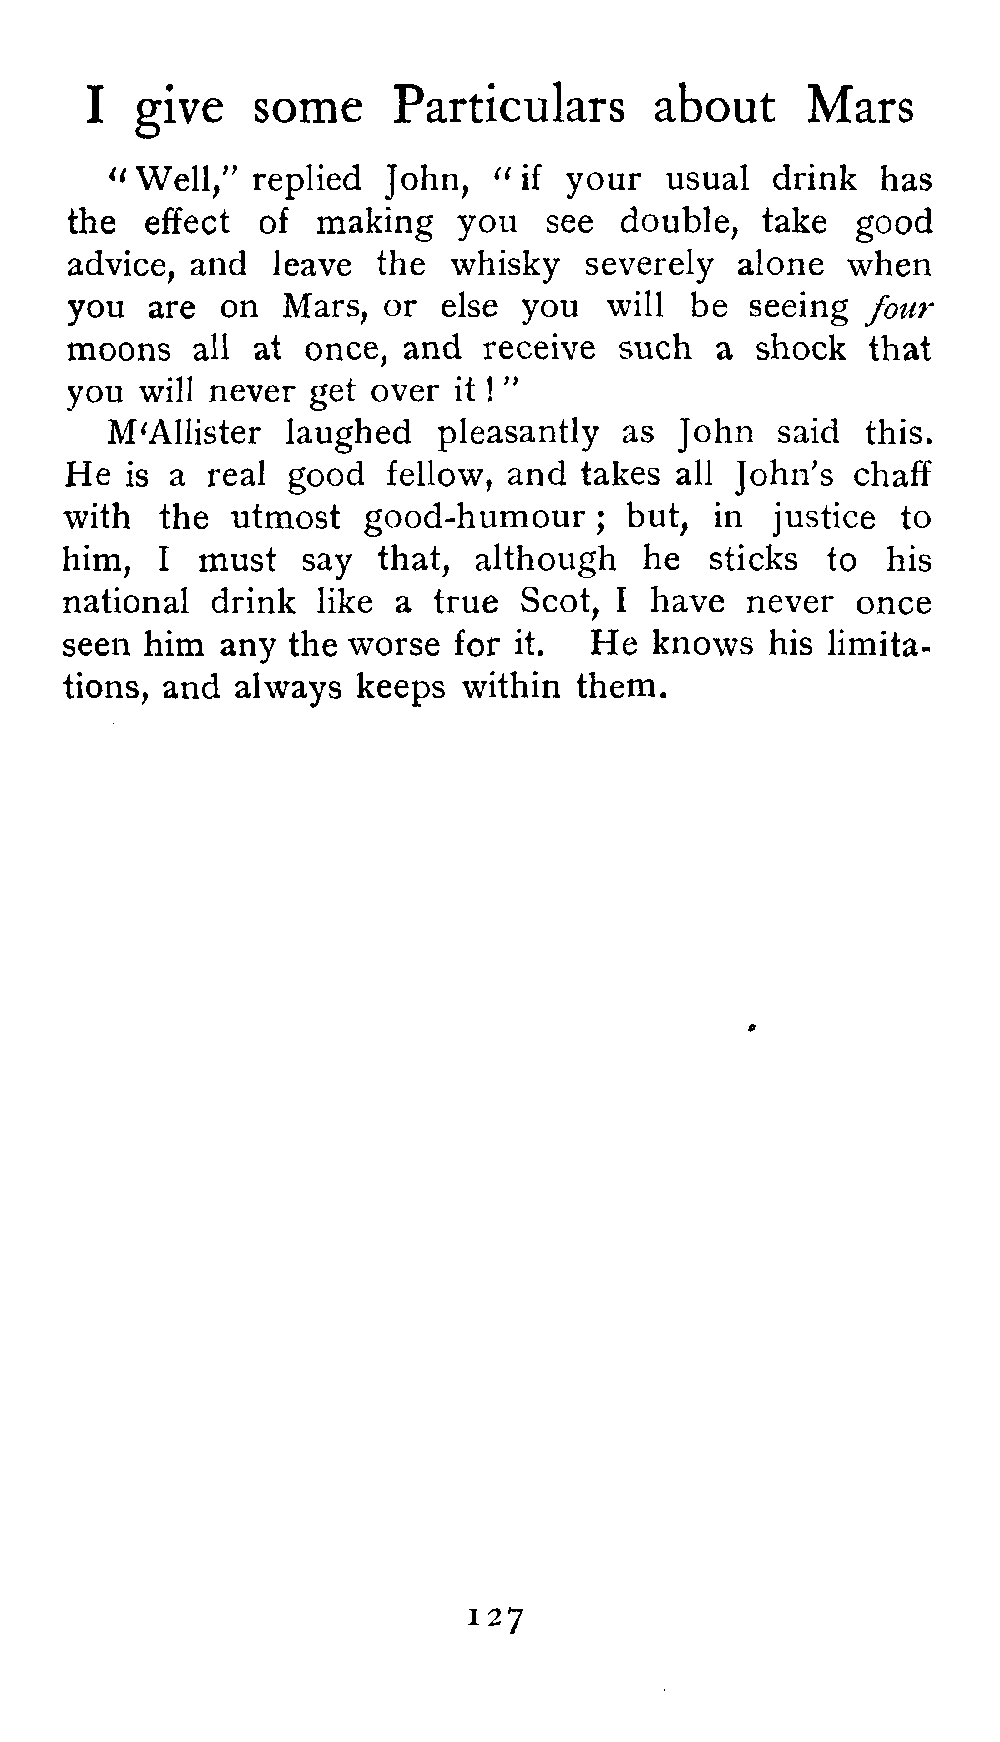 I give some Particulars about Mars
“Well,” replied John, “if your usual drink has
the effect of making you see double, take good
advice, and leave the whisky severely alone when
you are on Mars, or else you will be seeing four
moons all at once, and receive such a shock that
you will never get over it!”
M‘Allister laughed pleasantly as John said this.
He is a real good fellow, and takes all John’s chaff
with the utmost good-humour; but, in justice to
him, I must say that, although he sticks to his
national drink like a true Scot, I have never once
seen him any the worse for it. He knows his limita-
tions, and always keeps within them.
127